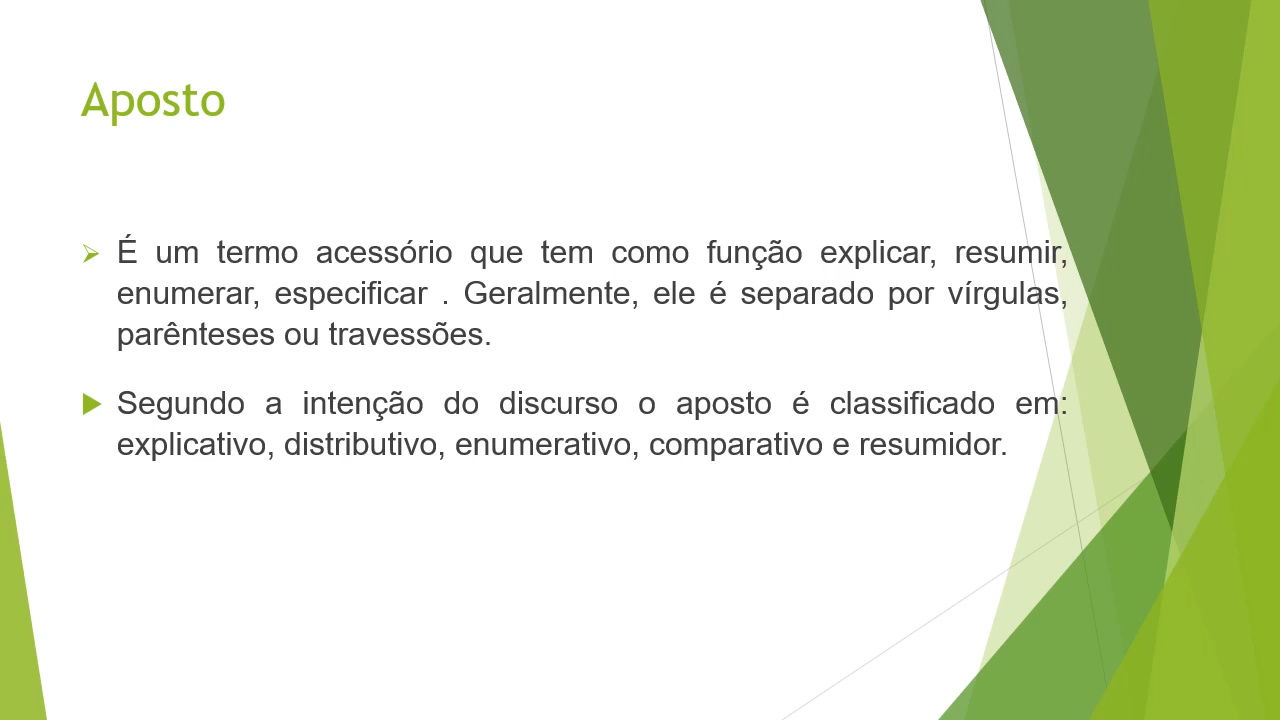 Aposto
É um termo acessório que tem como função explicar, resumir,
enumerar, especificar . Geralmente, ele é separado por vírgulas,
parênteses ou travessões.
Segundo a intenção do discurso o aposto é classificado em:
explicativo, distributivo, enumerativo, comparativo e resumidor.